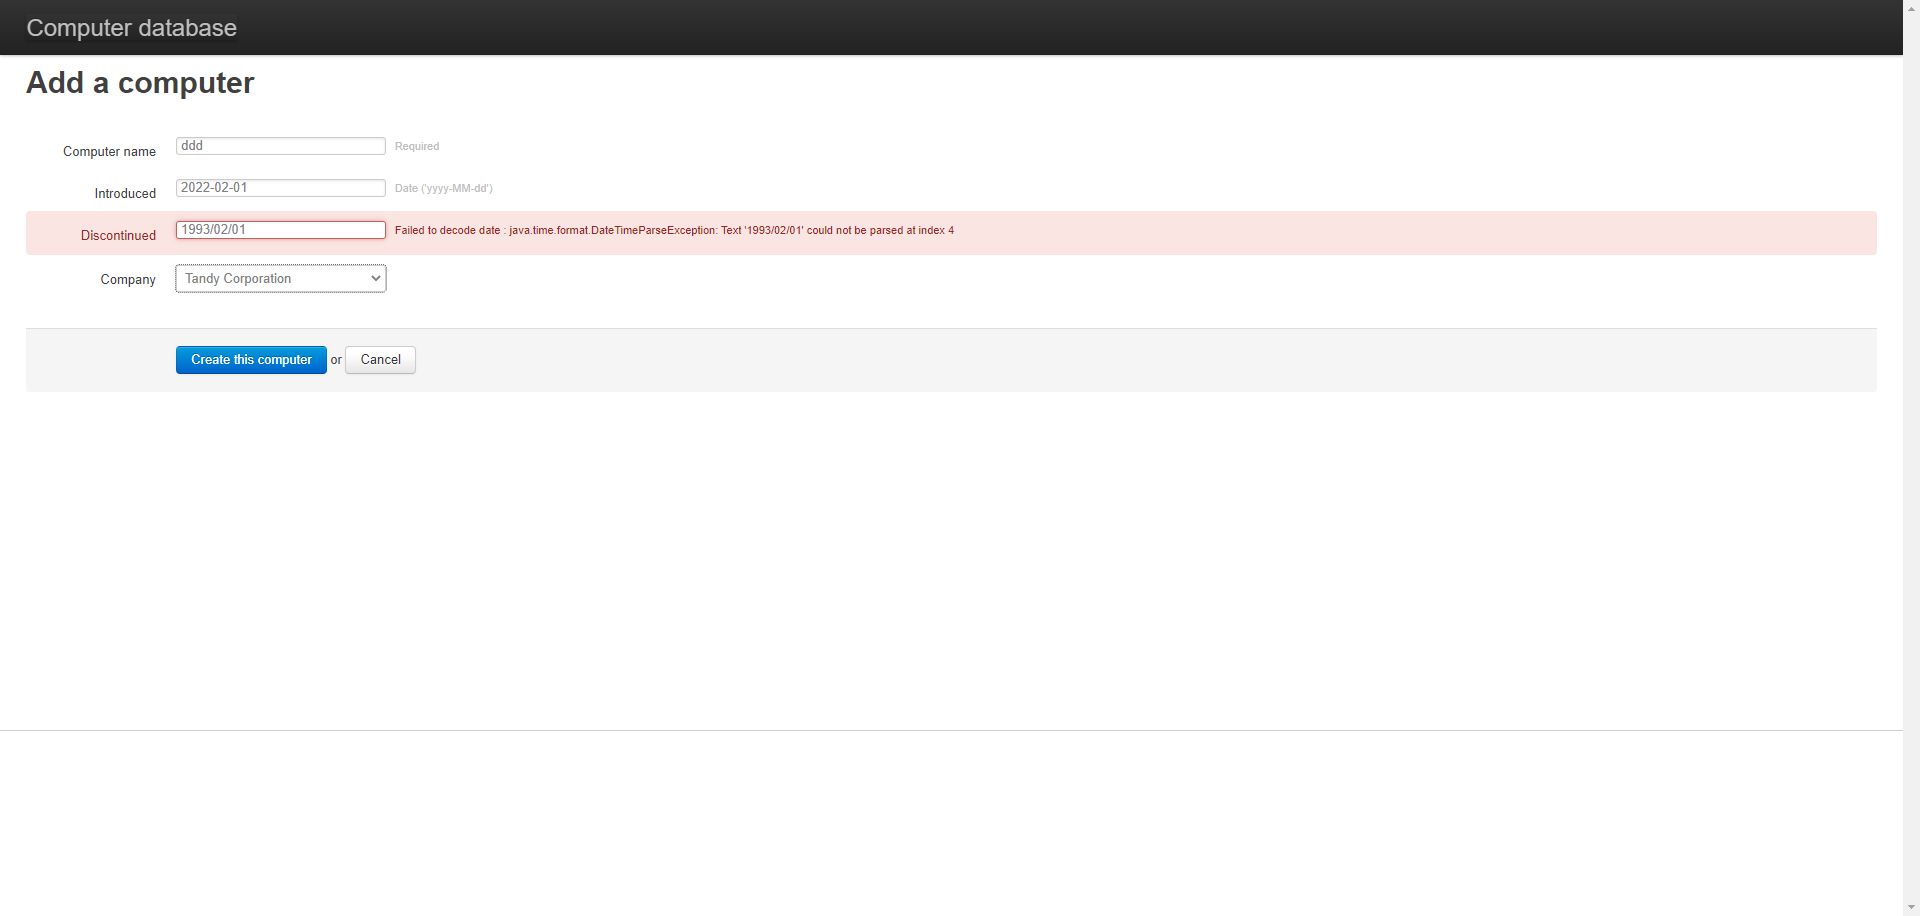 Computer database
Add a computer
Computer name ddd Required
Introduced 2022-02-01 Date ('yyyy-MM-dd')
Discontinued 1993/02/01 Failed to decode date : java.time.format.DateTimeParseException: Text '1993/02/01' could not be parsed at index 4
Company Tandy Corporation
Create this computer or Cancel